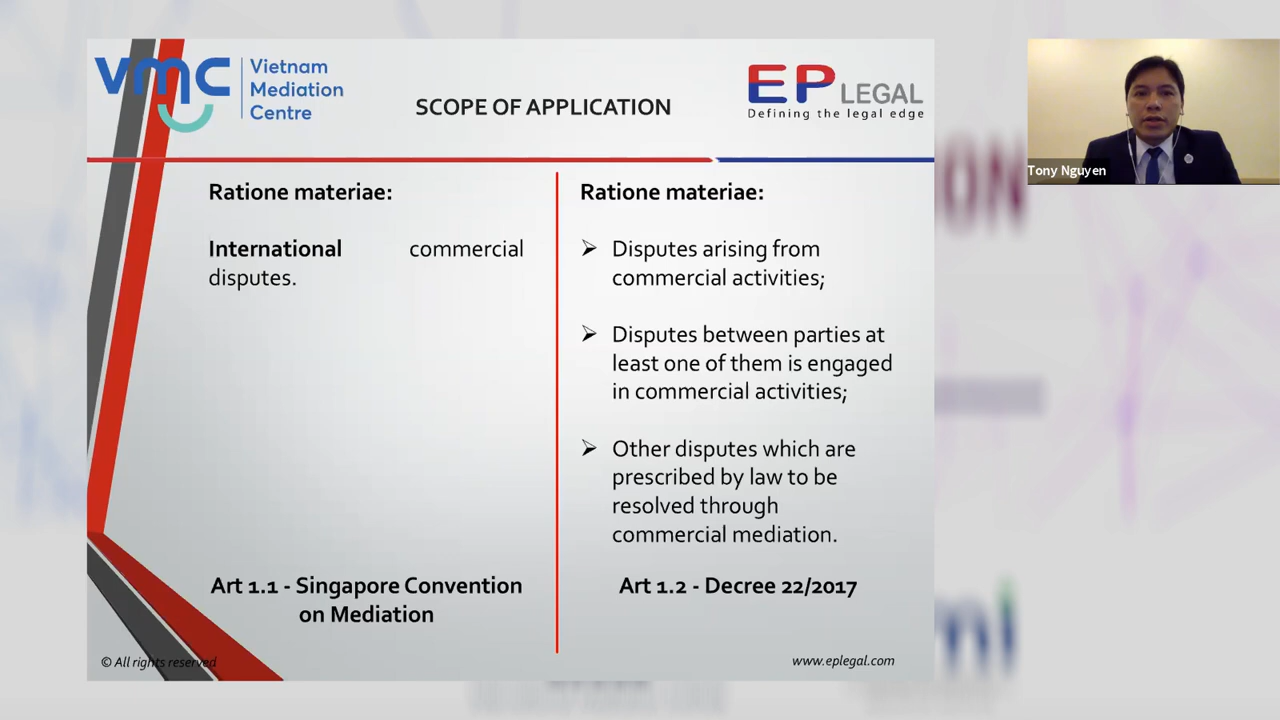 vmc
Vietnam
Mediation
Centre
SCOPE OF APPLICATION
EP LEGAL
Defining the legal edge
Tony Nguyen
Ratione materiae:
International commercial
disputes.
Art 1.1 - Singapore Convention
on Mediation
Ratione materiae:
➢ Disputes arising from
commercial activities;
➢ Disputes between parties at
least one of them is engaged
in commercial activities;
➢ Other disputes which are
prescribed by law to be
resolved through
commercial mediation.
Art 1.2 - Decree 22/2017
© All rights reserved
www.eplegal.com
ON